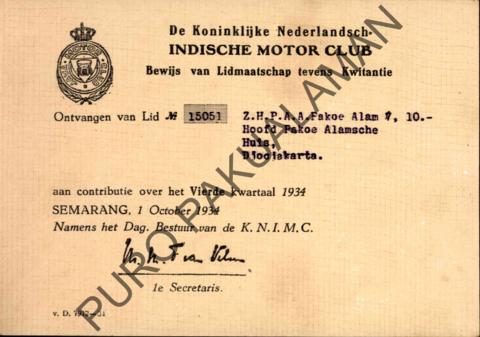 De Koninklijke Nederlandsch-
INDISCHE MOTOR CLUB
Bewijs van Lidmaatschap tevens Kwitantie
Ontvangen van Lid № 15051
Z.H.P.A.A.Pakoe Alam
10.-
Hoofd Pakoe Alamsche
Huis,
Djocjakarta.
aan contributie over het Vierde kwartaal 1934
SEMARANG, 1 October 1934
Namens het Dag. Bestuur van de K.N.I.M.C.
1e Secretaris.
v. D.
PURO PAKUALAMAN